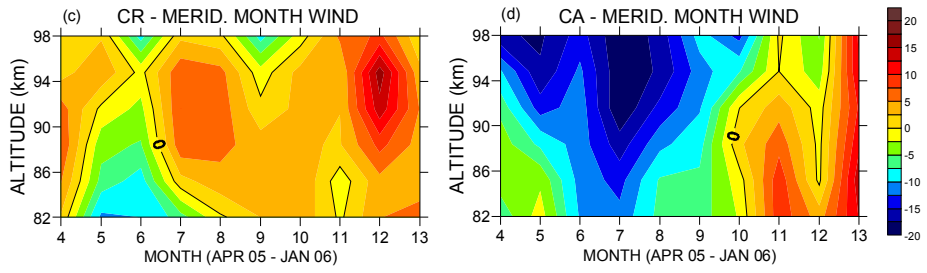 (c) CR - MERID. MONTH WIND
98
94
90
86
82
ALTITUDE (km)
0
4 5 6 7 8 9 10 11 12 13
MONTH (APR 05 - JAN 06)
(d) CA - MERID. MONTH WIND
98
94
90
86
82
ALTITUDE (km)
0
4 5 6 7 8 9 10 11 12 13
MONTH (APR 05 - JAN 06)
20
15
10
5
0
-5
-10
-15
-20